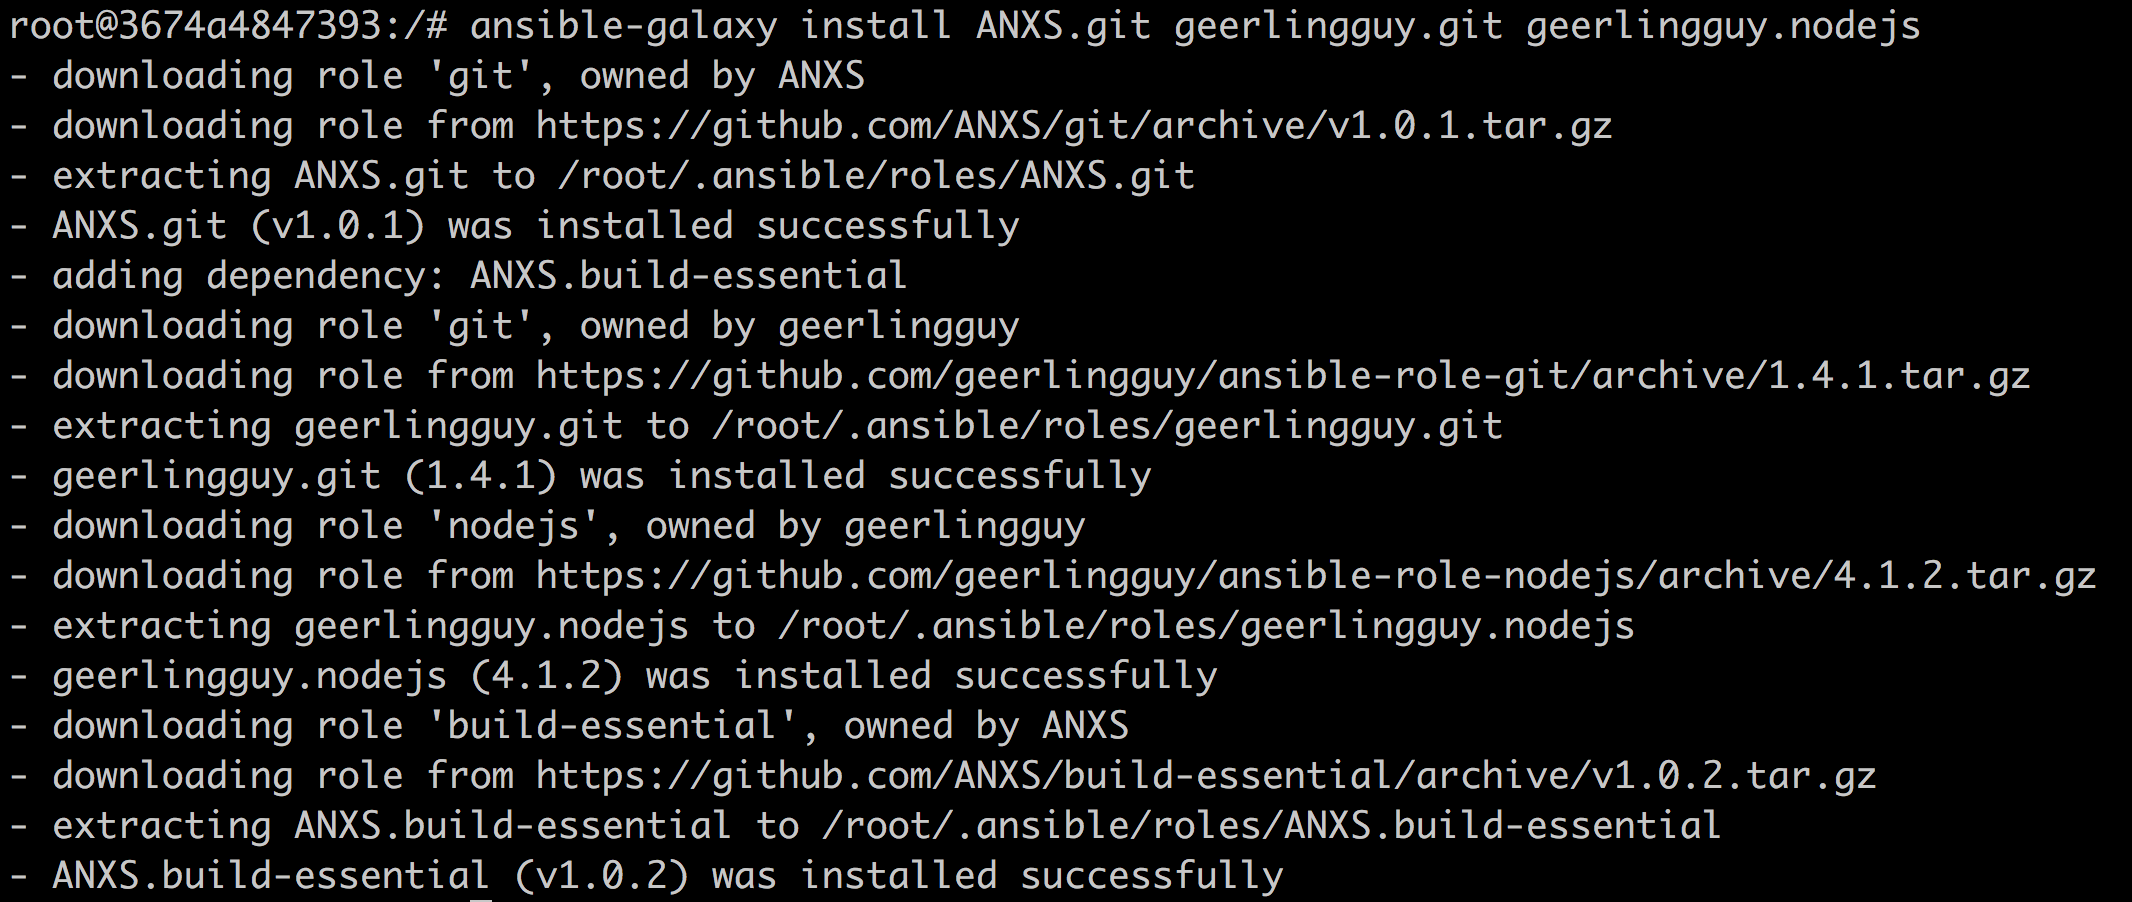 root@3674a4847393:/# ansible-galaxy install ANXS.git geerlingguy.git geerlingguy.nodejs
- downloading role 'git', owned by ANXS
- downloading role from https://github.com/ANXS/git/archive/v1.0.1.tar.gz
- extracting ANXS.git to /root/.ansible/roles/ANXS.git
- ANXS.git (v1.0.1) was installed successfully
- adding dependency: ANXS.build-essential
- downloading role 'git', owned by geerlingguy
- downloading role from https://github.com/geerlingguy/ansible-role-git/archive/1.4.1.tar.gz
- extracting geerlingguy.git to /root/.ansible/roles/geerlingguy.git
- geerlingguy.git (1.4.1) was installed successfully
- downloading role 'nodejs', owned by geerlingguy
- downloading role from https://github.com/geerlingguy/ansible-role-nodejs/archive/4.1.2.tar.gz
- extracting geerlingguy.nodejs to /root/.ansible/roles/geerlingguy.nodejs
- geerlingguy.nodejs (4.1.2) was installed successfully
- downloading role 'build-essential', owned by ANXS
- downloading role from https://github.com/ANXS/build-essential/archive/v1.0.2.tar.gz
- extracting ANXS.build-essential to /root/.ansible/roles/ANXS.build-essential
- ANXS.build-essential (v1.0.2) was installed successfully